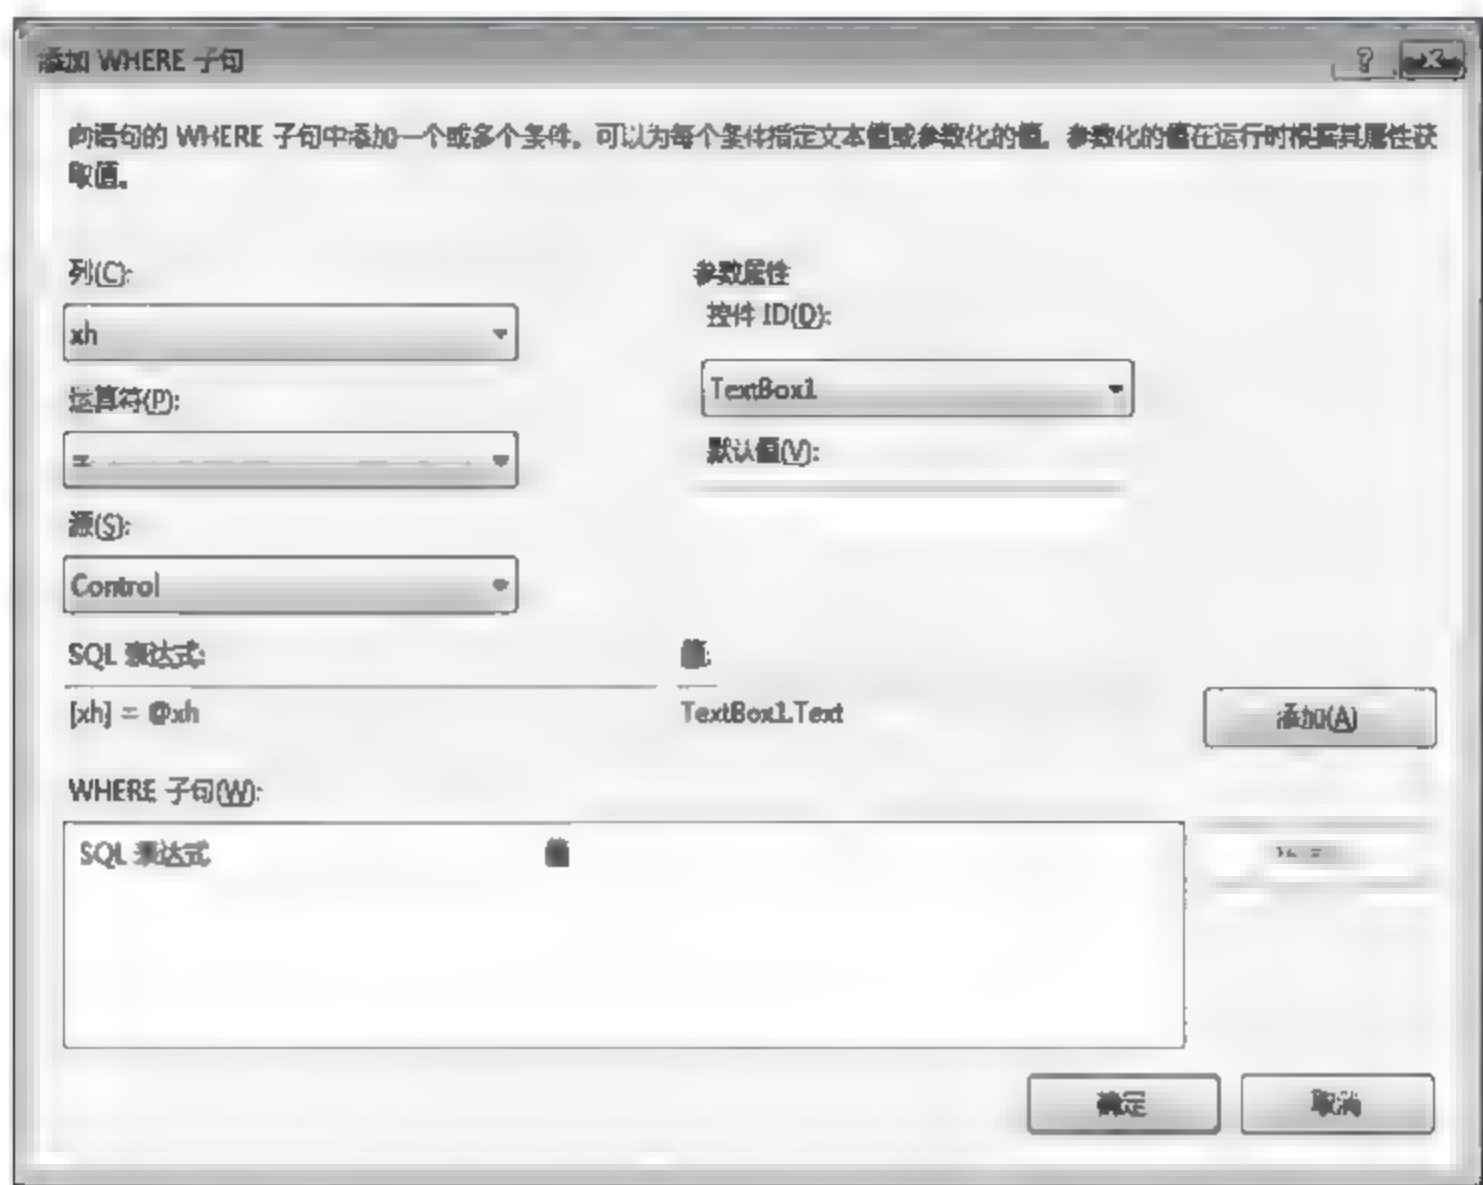 添加 WHERE 子句
向语句的 WHERE 子句中添加一个或多个条件。可以为每个条件指定文本值或参数化的值。参数化的值在运行时根据其属性获
取值。
列(C):
参数属性
控件 ID(D):
xh
TextBox1
运算符(P):
=
默认值(V):
源(S):
Control
SQL 表达式:
值:
[xh] = @xh
TextBox1.Text
添加(A)
WHERE 子句(W):
SQL 表达式
值
确定
取消